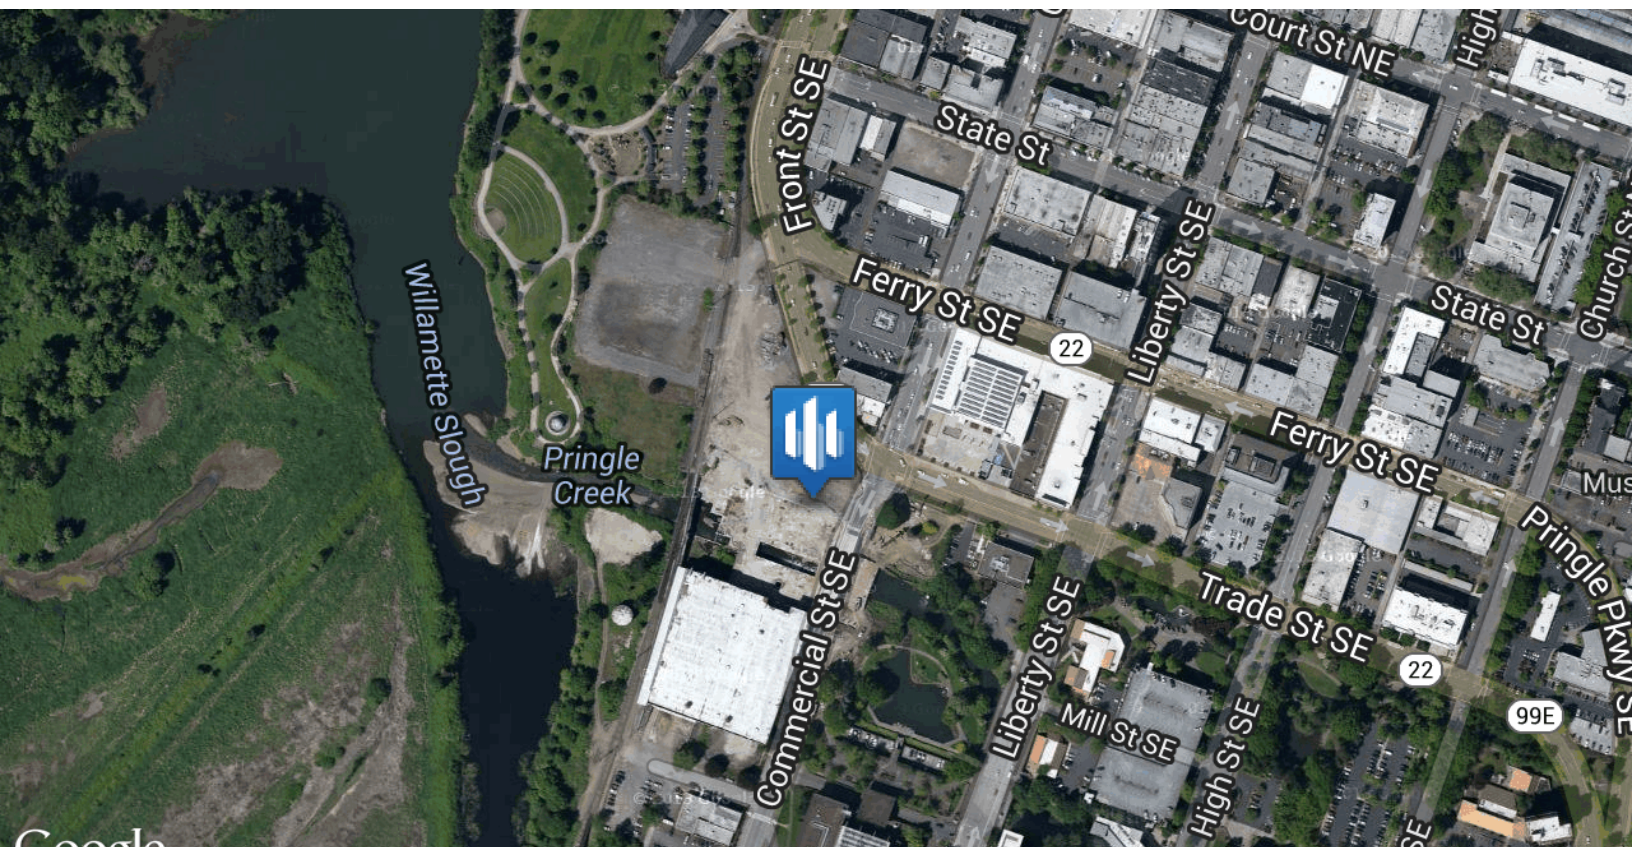 Court St NE
High
Front St SE
State St
Church St N
Liberty St SE
Ferry St SE
22
State St
Willamette Slough
Pringle
Creek
Ferry St SE
Mus
Pringle Pkwy SE
Commercial St SE
Liberty St SE
Trade St SE
22
99E
Mill St SE
High St SE
SE
Google